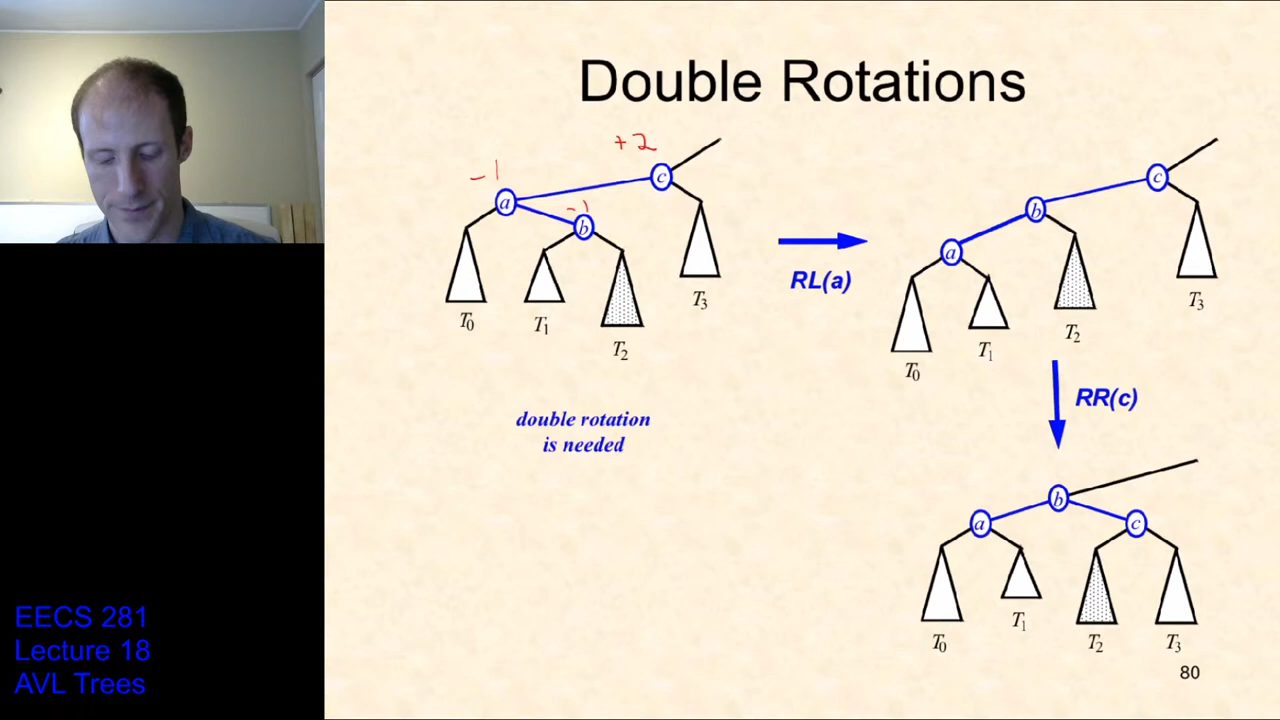 Double Rotations
+2
-1
c
a
-1
b
T0
T1
T2
T3
RL(a)
c
b
a
T0
T1
T2
T3
double rotation
is needed
RR(c)
b
a
c
T0
T1
T2
T3
EECS 281
Lecture 18
AVL Trees
80